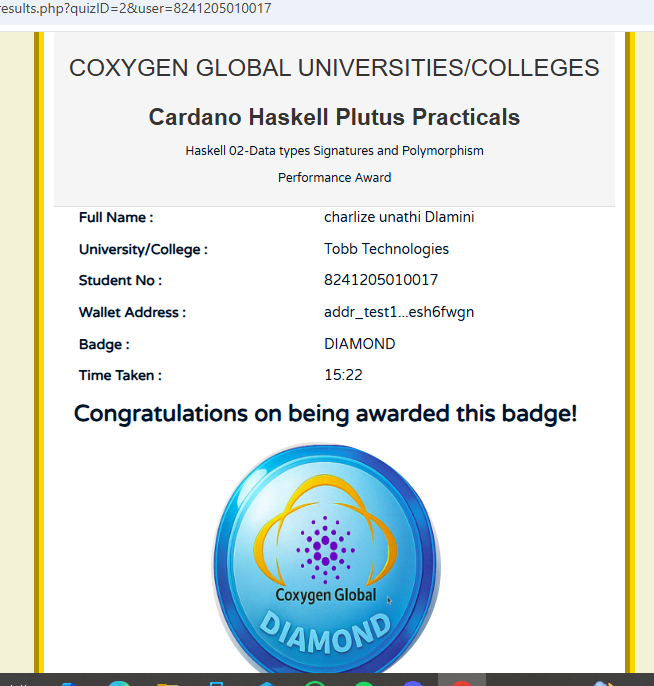 esults.php?quizID=2&user=8241205010017
COXYGEN GLOBAL UNIVERSITIES/COLLEGES
Cardano Haskell Plutus Practicals
Haskell 02-Data types Signatures and Polymorphism
Performance Award
Full Name : charlize unathi Dlamini
University/College : Tobb Technologies
Student No : 8241205010017
Wallet Address : addr_test1...esh6fwgn
Badge : DIAMOND
Time Taken : 15:22
Congratulations on being awarded this badge!
Coxygen Global
DIAMOND